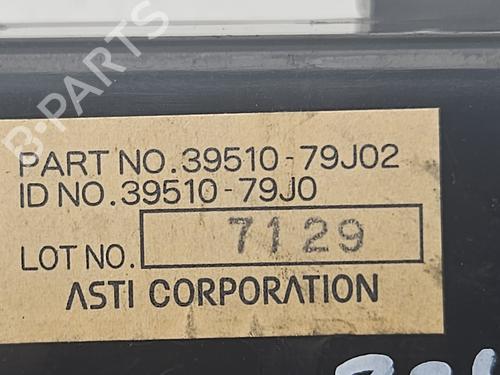 B-PARTS
PART NO.39510-79J02
ID NO.39510-79J0
LOT NO. 7129
ASTI CORPORATION